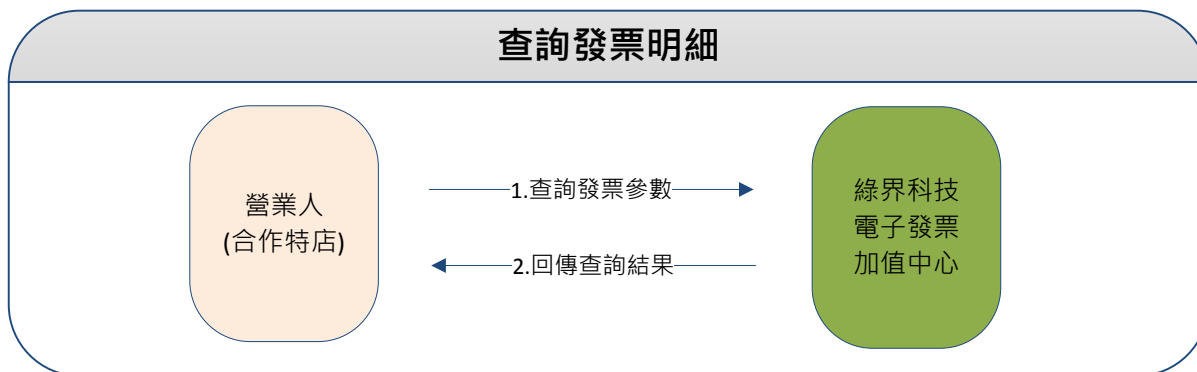 查詢發票明細
營業人
(合作特店)
1.查詢發票參數
2.回傳查詢結果
綠界科技
電子發票
加值中心